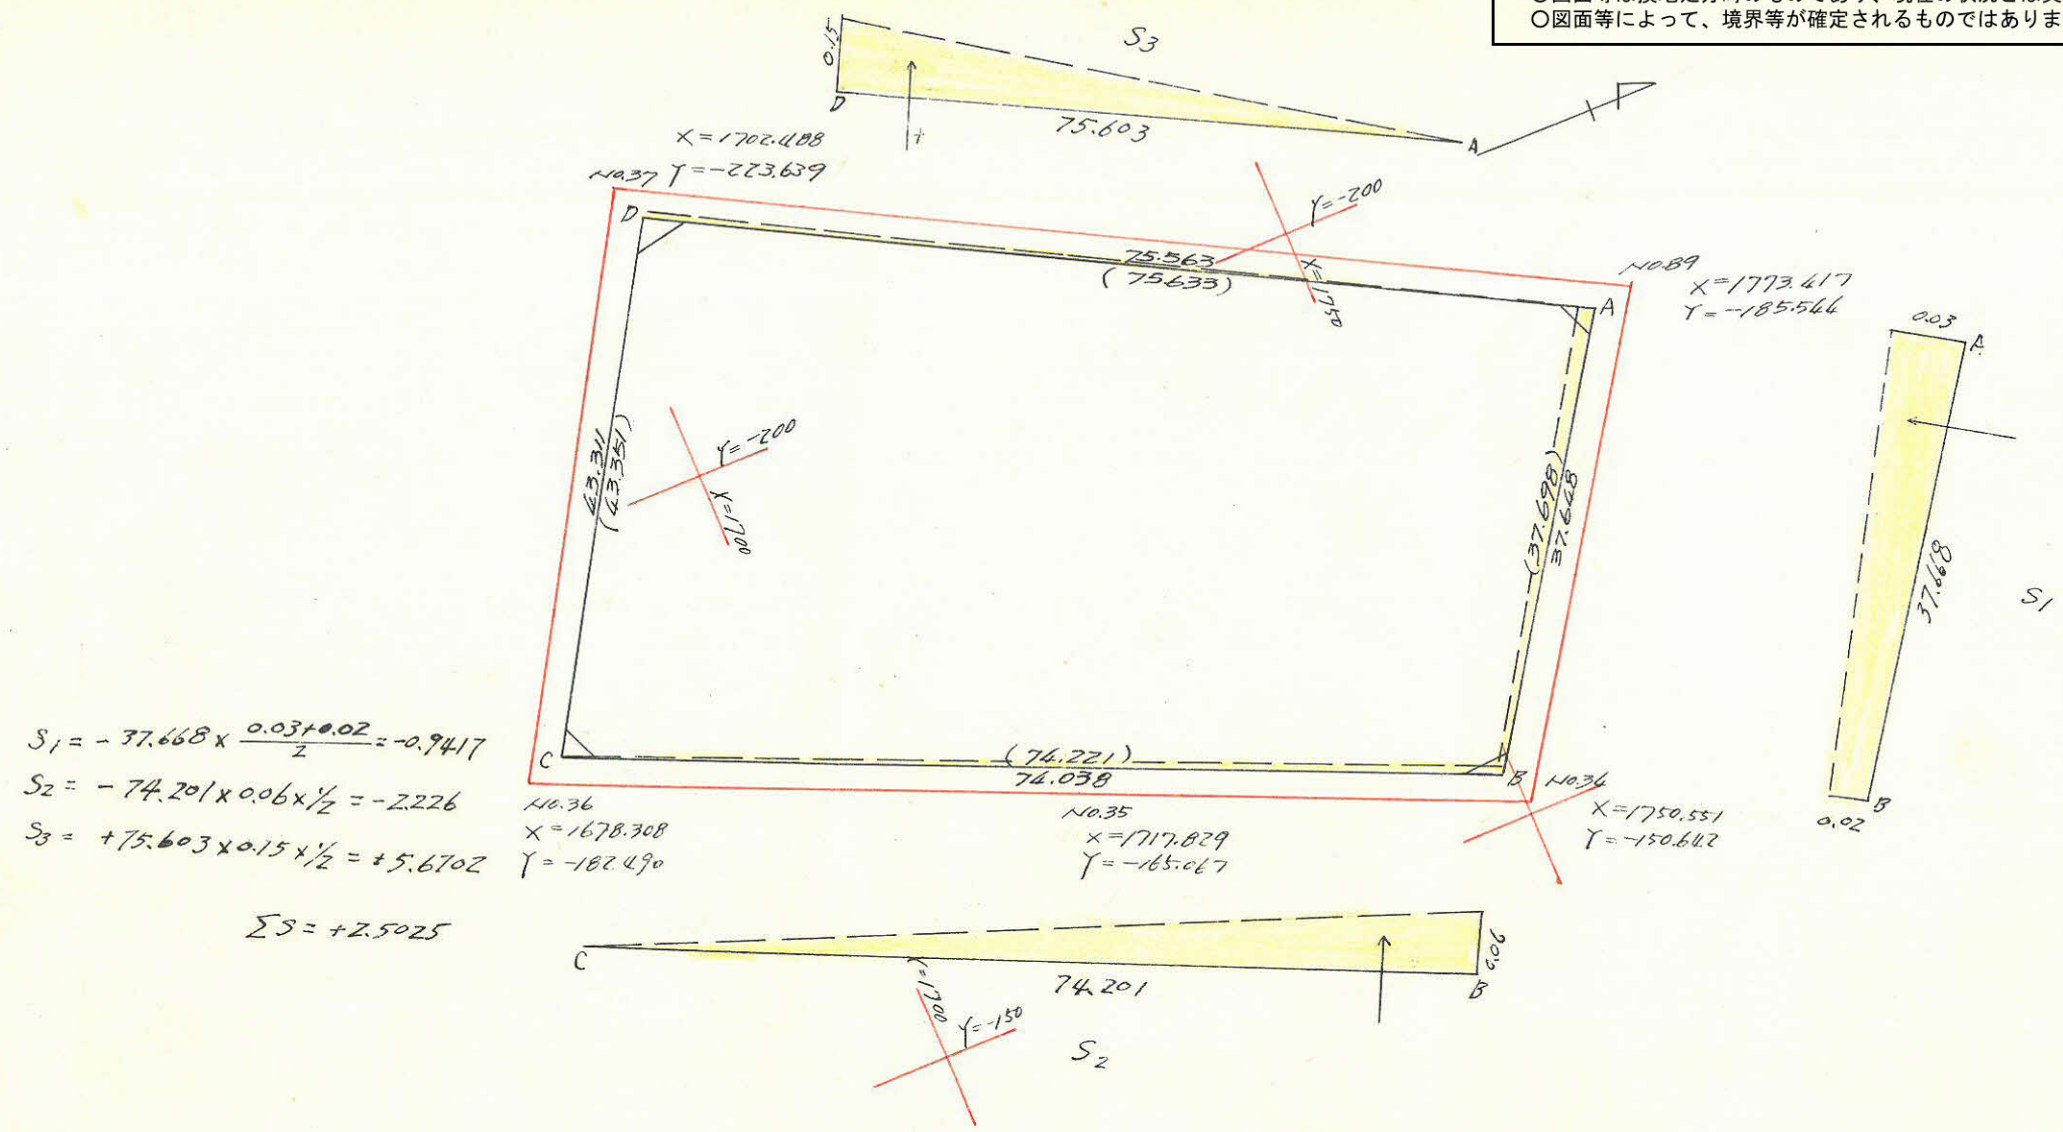 〇図面等によって、境界等が確定されるものではありま
S3
0.15
D
75.603
A
+
X=1702.488
No.37 Y=-223.639
Y=-200
D
75.563
(75.633)
X=1750
No.89
X=1773.417
Y=-185.544
A
0.03
A
43.311
(43.351)
Y=-200
X=1700
(37.698)
37.648
37.668
S1
S1 = - 37.668 x 0.03+0.02/2 = -0.9417
C
(74.221)
74.038
B
No.34
X=1750.551
Y=-150.642
0.02
B
S2 = - 74.201 x 0.06 x 1/2 = -2.226
No.36
X=1678.308
Y=-182.490
No.35
X=1717.829
Y=-165.067
S3 = +75.603 x 0.15 x 1/2 = +5.6702
ΣS = +2.5025
C
74.201
0.06
B
X=1700
Y=-150
S2